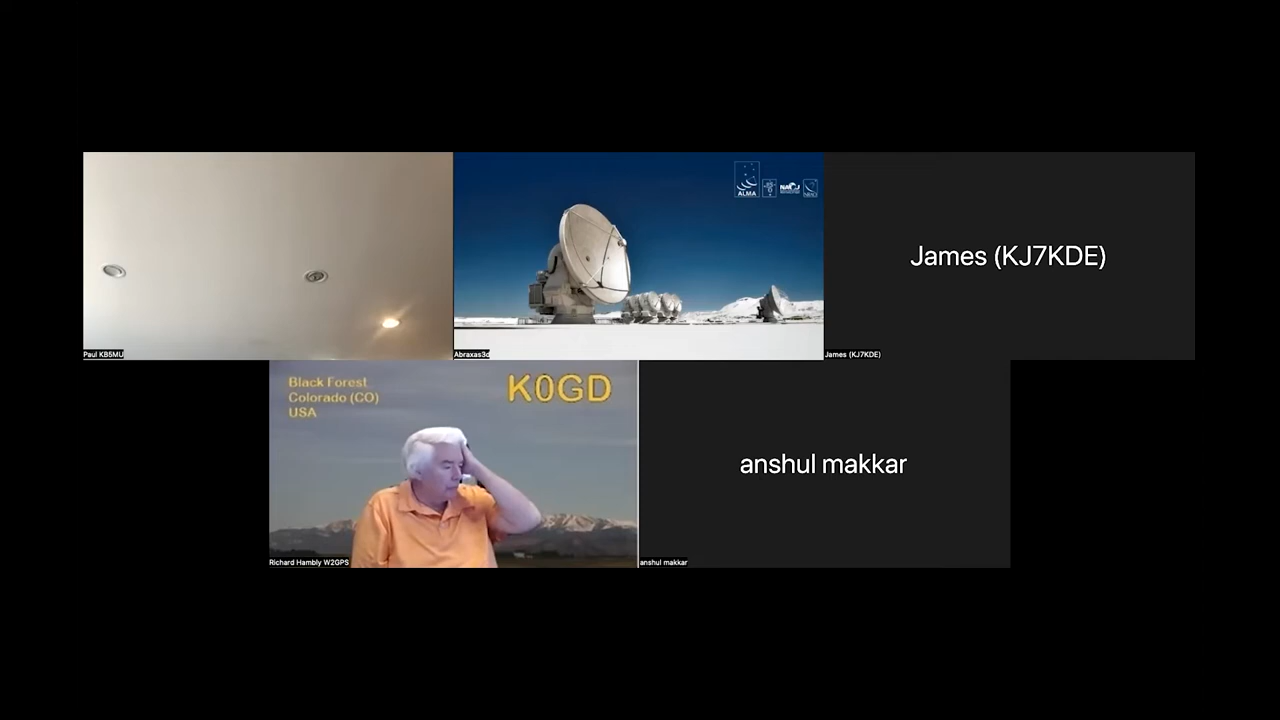 ALMA
Paul KB5MU
Abraxas3d
James (KJ7KDE)
James (KJ7KDE)
Black Forest
Colorado (CO)
USA
K0GD
Richard Hambly W2GPS
anshul makkar
anshul makkar